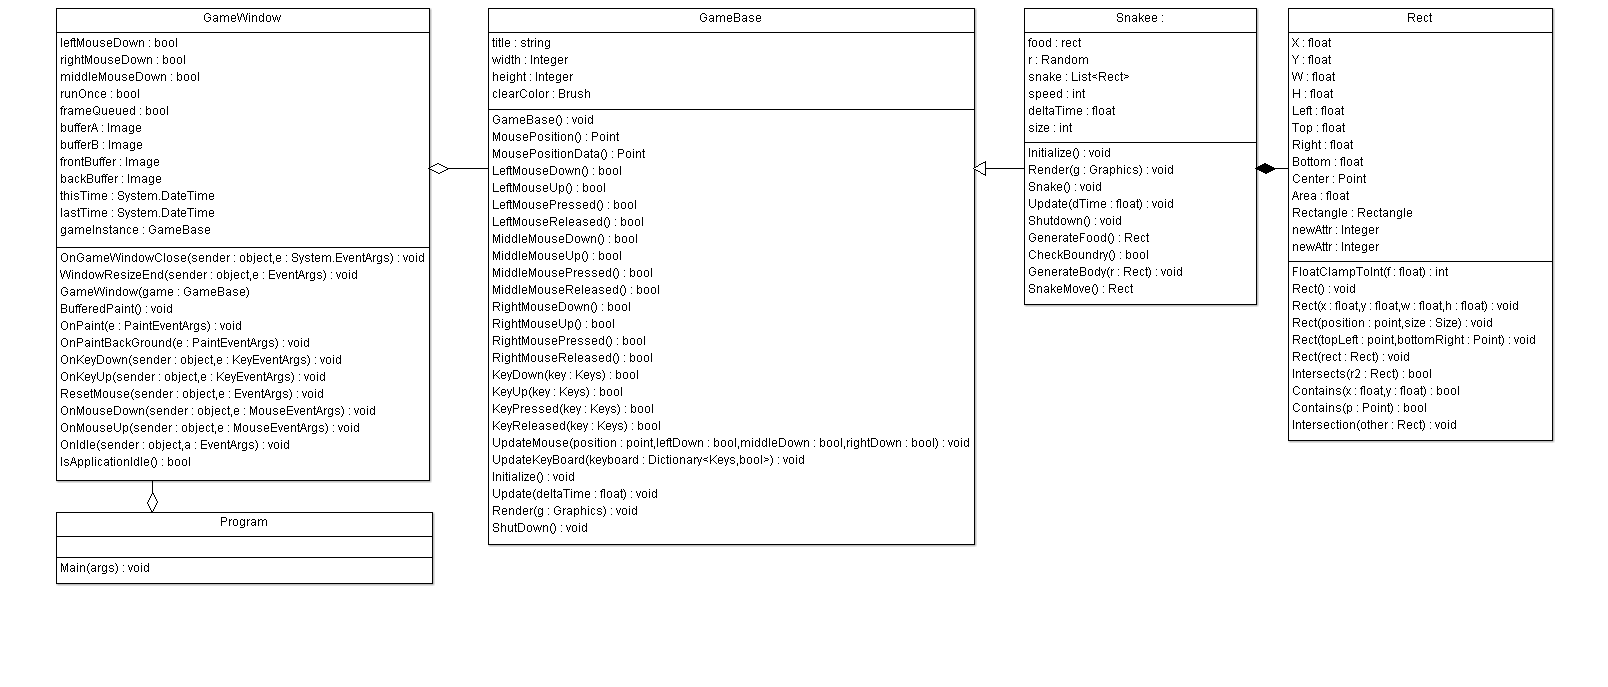 GameWindow
leftMouseDown : bool
rightMouseDown : bool
middleMouseDown : bool
runOnce : bool
frameQueued : bool
bufferA : Image
bufferB : Image
frontBuffer : Image
backBuffer : Image
thisTime : System.DateTime
lastTime : System.DateTime
gameInstance : GameBase
OnGameWindowClose(sender : object,e : System.EventArgs) : void
WindowResizeEnd(sender : object,e : EventArgs) : void
GameWindow(game : GameBase)
BufferedPaint() : void
OnPaint(e : PaintEventArgs) : void
OnPaintBackGround(e : PaintEventArgs) : void
OnKeyDown(sender : object,e : KeyEventArgs) : void
OnKeyUp(sender : object,e : KeyEventArgs) : void
ResetMouse(sender : object,e : EventArgs) : void
OnMouseDown(sender : object,e : MouseEventArgs) : void
OnMouseUp(sender : object,e : MouseEventArgs) : void
OnIdle(sender : object,a : EventArgs) : void
IsApplicationIdle() : bool
Program
Main(args) : void
GameBase
title : string
width : Integer
height : Integer
clearColor : Brush
GameBase() : void
MousePosition() : Point
MousePositionData() : Point
LeftMouseDown() : bool
LeftMouseUp() : bool
LeftMousePressed() : bool
LeftMouseReleased() : bool
MiddleMouseDown() : bool
MiddleMouseUp() : bool
MiddleMousePressed() : bool
MiddleMouseReleased() : bool
RightMouseDown() : bool
RightMouseUp() : bool
RightMousePressed() : bool
RightMouseReleased() : bool
KeyDown(key : Keys) : bool
KeyUp(key : Keys) : bool
KeyPressed(key : Keys) : bool
KeyReleased(key : Keys) : bool
UpdateMouse(position : point,leftDown : bool,middleDown : bool,rightDown : bool) : void
UpdateKeyBoard(keyboard : Dictionary<Keys,bool>) : void
Initialize() : void
Update(deltaTime : float) : void
Render(g : Graphics) : void
ShutDown() : void
Snakee :
food : rect
r : Random
snake : List<Rect>
speed : int
deltaTime : float
size : int
Initialize() : void
Render(g : Graphics) : void
Snake() : void
Update(dTime : float) : void
Shutdown() : void
GenerateFood() : Rect
CheckBoundry() : bool
GenerateBody(r : Rect) : void
SnakeMove() : Rect
Rect
X : float
Y : float
W : float
H : float
Left : float
Top : float
Right : float
Bottom : float
Center : Point
Area : float
Rectangle : Rectangle
newAttr : Integer
newAttr : Integer
FloatClampToInt(f : float) : int
Rect() : void
Rect(x : float,y : float,w : float,h : float) : void
Rect(position : point,size : Size) : void
Rect(topLeft : point,bottomRight : Point) : void
Rect(rect : Rect) : void
Intersects(r2 : Rect) : bool
Contains(x : float,y : float) : bool
Contains(p : Point) : bool
Intersection(other : Rect) : void